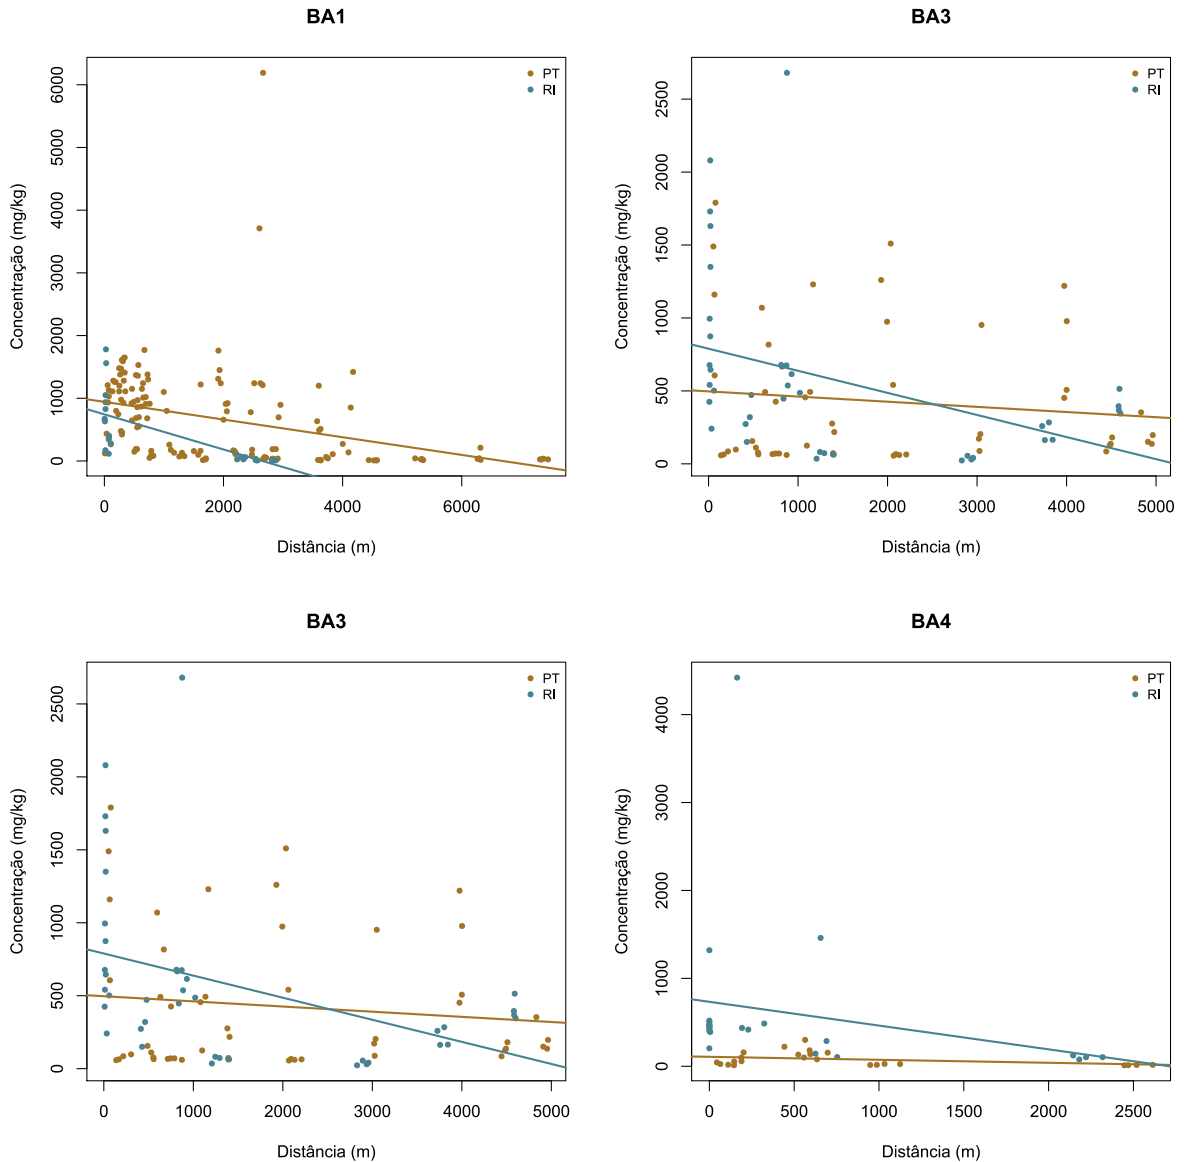 BA1
PT
RI
Concentração (mg/kg)
0 1000 2000 3000 4000 5000 6000
0 2000 4000 6000
Distância (m)
BA3
PT
RI
Concentração (mg/kg)
0 500 1000 1500 2000 2500
0 1000 2000 3000 4000 5000
Distância (m)
BA3
PT
RI
Concentração (mg/kg)
0 500 1000 1500 2000 2500
0 1000 2000 3000 4000 5000
Distância (m)
BA4
PT
RI
Concentração (mg/kg)
0 1000 2000 3000 4000
0 500 1000 1500 2000 2500
Distância (m)